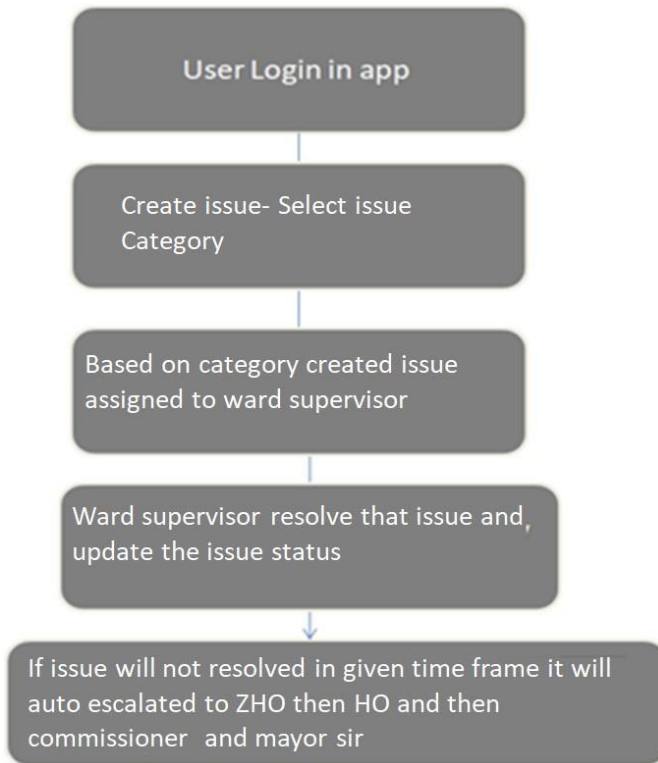 User Login in app
Create issue- Select issue
Category
Based on category created issue
assigned to ward supervisor
Ward supervisor resolve that issue and,
update the issue status
If issue will not resolved in given time frame it will
auto escalated to ZHO then HO and then
commissioner and mayor sir